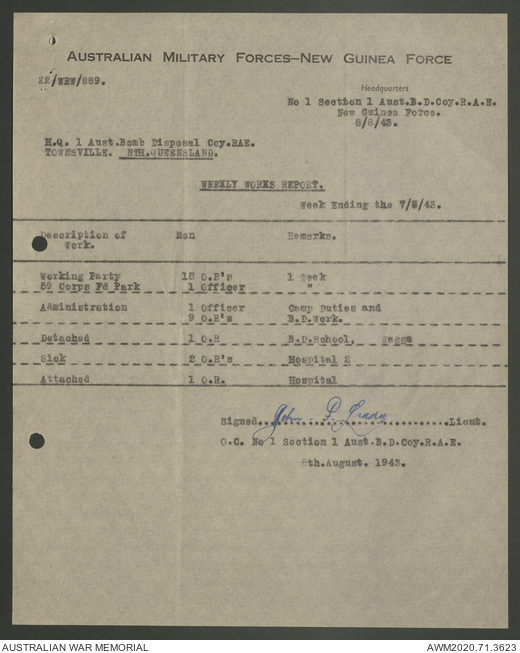 AUSTRALIAN MILITARY FORCES—NEW GUINEA FORCE
22/WRW/889.
Headquarters
No 1 Section 1 Aust.B.D.Coy.R.A.E.
New Guinea Force.
8/8/43.
H.Q. 1 Aust.Bomb Disposal Coy.RAE.
TOWNSVILLE. NTH.QUEENSLAND.
WEEKLY WORKS REPORT.
Week Ending the 7/8/43.
Description of Work. Men Remarks.
Working Party 18 O.R's 1 Week
59 Corps Fd Park 1 Officer "
Administration 1 Officer Camp Duties and
9 O.R's B.D.Work.
Detached 1 O.R B.D.School, Wagga
Sick 2 O.R's Hospital 2
Attached 1 O.R. Hospital
Signed John P. Lieut.
O.C. No 1 Section 1 Aust.B.D.Coy.R.A.E.
8th.August. 1943.
AUSTRALIAN WAR MEMORIAL
AWM2020.71.3623